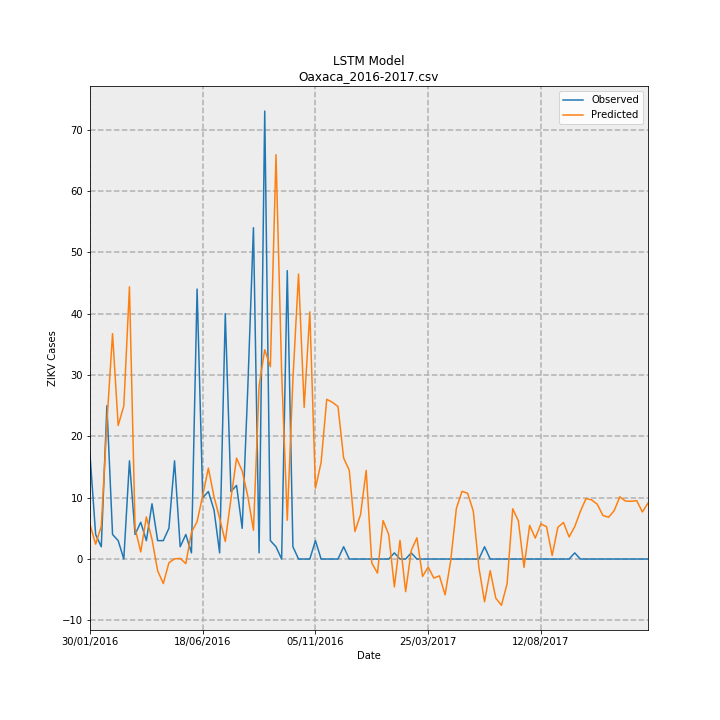 LSTM Model
Oaxaca_2016-2017.csv
Observed
Predicted
ZIKV Cases
70
60
50
40
30
20
10
0
−10
30/01/2016
18/06/2016
05/11/2016
25/03/2017
12/08/2017
Date